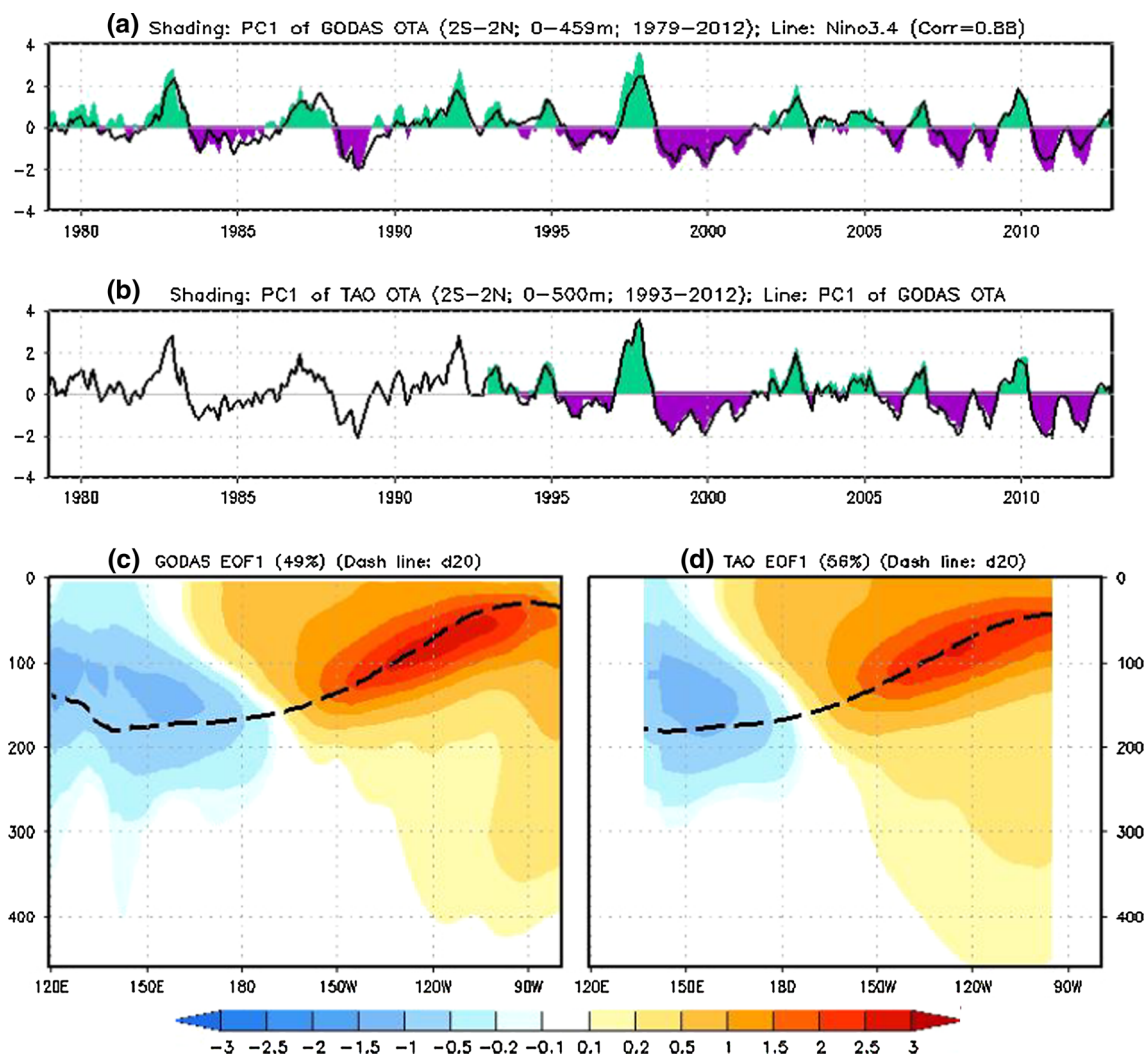 (a) Shading: PC1 of GODAS OTA (2S-2N; 0-459m; 1979-2012); Line: Nino3.4 (Corr=0.88)
4
2
0
-2
-4
1980 1985 1990 1995 2000 2005 2010
(b) Shading: PC1 of TAO OTA (2S-2N; 0-500m; 1993-2012); Line: PC1 of GODAS OTA
4
2
0
-2
-4
1980 1985 1990 1995 2000 2005 2010
(c) GODAS EOF1 (49%) (Dash line: d20)
0
100
200
300
400
120E 150E 180 150W 120W 90W
(d) TAO EOF1 (56%) (Dash line: d20)
0
100
200
300
400
120E 150E 180 150W 120W 90W
-3 -2.5 -2 -1.5 -1 -0.5 -0.2 -0.1 0.1 0.2 0.5 1 1.5 2 2.5 3